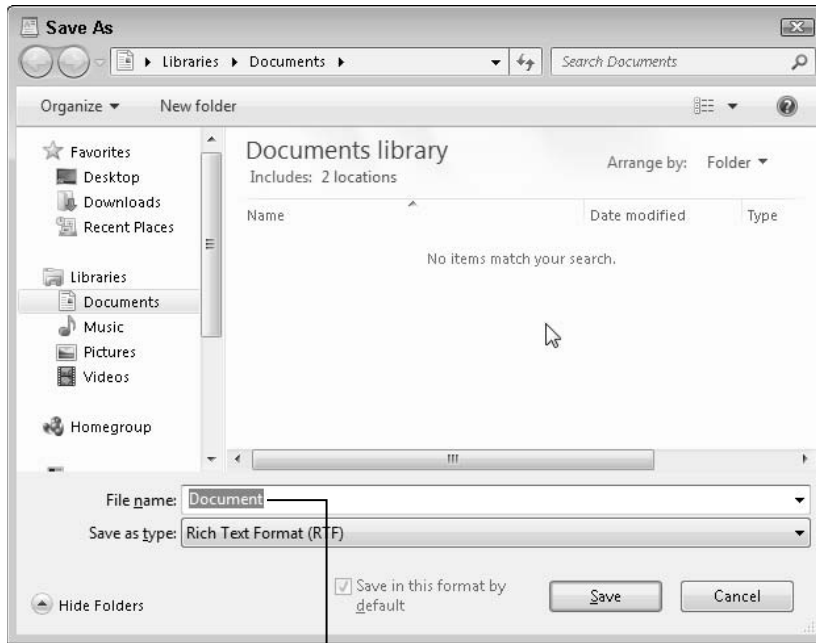 Save As
Libraries Documents
Search Documents
Organize New folder
Favorites
Desktop
Downloads
Recent Places
Libraries
Documents
Music
Pictures
Videos
Homegroup
Documents library
Includes: 2 locations
Arrange by: Folder
Name Date modified Type
No items match your search.
File name: Document
Save as type: Rich Text Format (RTF)
Hide Folders
Save in this format by
default
Save Cancel